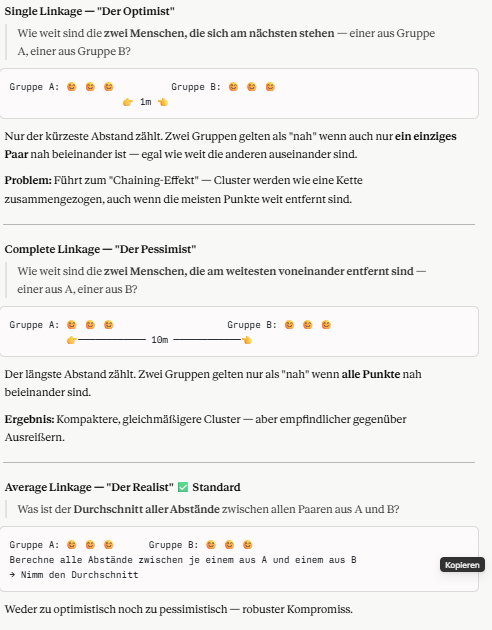 Single Linkage — "Der Optimist"
Wie weit sind die zwei Menschen, die sich am nächsten stehen — einer aus Gruppe
A, einer aus Gruppe B?
Gruppe A: 😊 😊 😊 Gruppe B: 😊 😊 😊
👉 1m 👈
Nur der kürzeste Abstand zählt. Zwei Gruppen gelten als "nah" wenn auch nur ein einziges
Paar nah beieinander ist — egal wie weit die anderen auseinander sind.
Problem: Führt zum "Chaining-Effekt" — Cluster werden wie eine Kette
zusammengezogen, auch wenn die meisten Punkte weit entfernt sind.
Complete Linkage — "Der Pessimist"
Wie weit sind die zwei Menschen, die am weitesten voneinander entfernt sind —
einer aus A, einer aus B?
Gruppe A: 😊 😊 😊 Gruppe B: 😊 😊 😊
👉──────────── 10m ────────────👈
Der längste Abstand zählt. Zwei Gruppen gelten nur als "nah" wenn alle Punkte nah
beieinander sind.
Ergebnis: Kompaktere, gleichmäßigere Cluster — aber empfindlicher gegenüber
Ausreißern.
Average Linkage — "Der Realist" ✅ Standard
Was ist der Durchschnitt aller Abstände zwischen allen Paaren aus A und B?
Gruppe A: 😊 😊 😊 Gruppe B: 😊 😊 😊
Berechne alle Abstände zwischen je einem aus A und einem aus B
→ Nimm den Durchschnitt
Kopieren
Weder zu optimistisch noch zu pessimistisch — robuster Kompromiss.